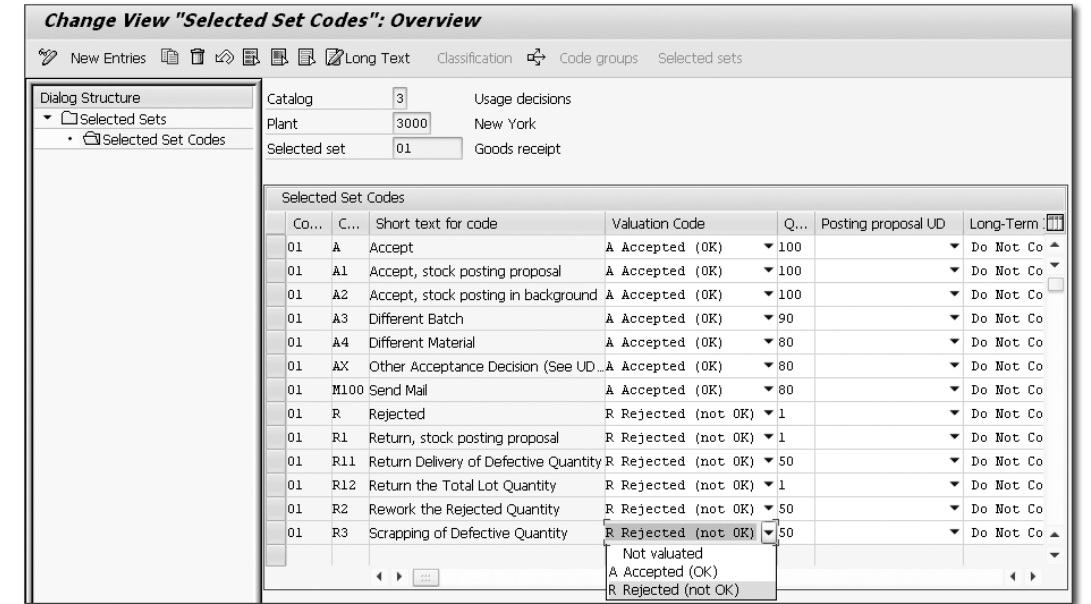 Change View "Selected Set Codes": Overview
New Entries Long Text Classification Code groups Selected sets
Dialog Structure
Selected Sets
Selected Set Codes
Catalog 3 Usage decisions
Plant 3000 New York
Selected set 01 Goods receipt
Selected Set Codes
Co... C... Short text for code Valuation Code Q... Posting proposal UD Long-Term
01 A Accept A Accepted (OK) 100 Do Not Co
01 A1 Accept, stock posting proposal A Accepted (OK) 100 Do Not Co
01 A2 Accept, stock posting in background A Accepted (OK) 100 Do Not Co
01 A3 Different Batch A Accepted (OK) 90 Do Not Co
01 A4 Different Material A Accepted (OK) 80 Do Not Co
01 AX Other Acceptance Decision (See UD... A Accepted (OK) 80 Do Not Co
01 M100 Send Mail A Accepted (OK) 80 Do Not Co
01 R Rejected R Rejected (not OK) 1 Do Not Co
01 R1 Return, stock posting proposal R Rejected (not OK) 1 Do Not Co
01 R11 Return Delivery of Defective Quantity R Rejected (not OK) 50 Do Not Co
01 R12 Return the Total Lot Quantity R Rejected (not OK) 1 Do Not Co
01 R2 Rework the Rejected Quantity R Rejected (not OK) 50 Do Not Co
01 R3 Scrapping of Defective Quantity R Rejected (not OK) 50 Do Not Co
Not valuated
A Accepted (OK)
R Rejected (not OK)